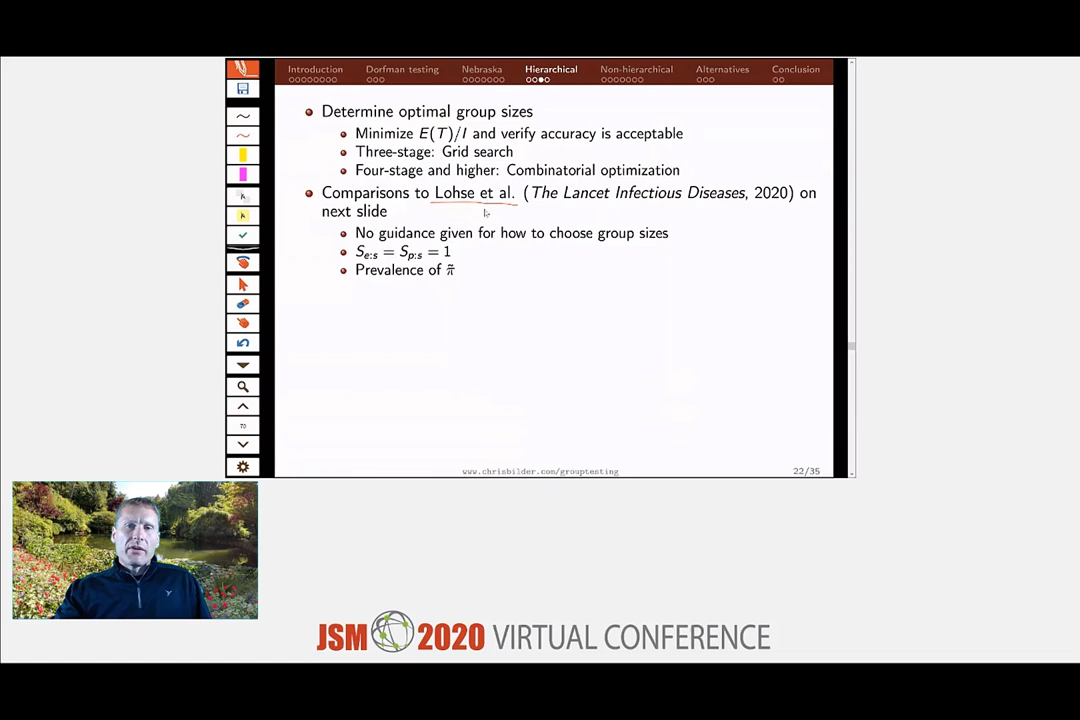 Introduction Dorfman testing Nebraska Hierarchical Non-hierarchical Alternatives Conclusion
Determine optimal group sizes
Minimize E(T)/I and verify accuracy is acceptable
Three-stage: Grid search
Four-stage and higher: Combinatorial optimization
Comparisons to Lohse et al. (The Lancet Infectious Diseases, 2020) on
next slide
No guidance given for how to choose group sizes
S_{e:s} = S_{p:s} = 1
Prevalence of π̃
70
www.chrisbilder.com/grouptesting 22/35
JSM 2020 VIRTUAL CONFERENCE